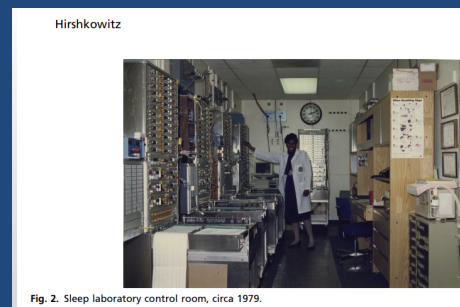 Hirshkowitz
Fig. 2. Sleep laboratory control room, circa 1979.